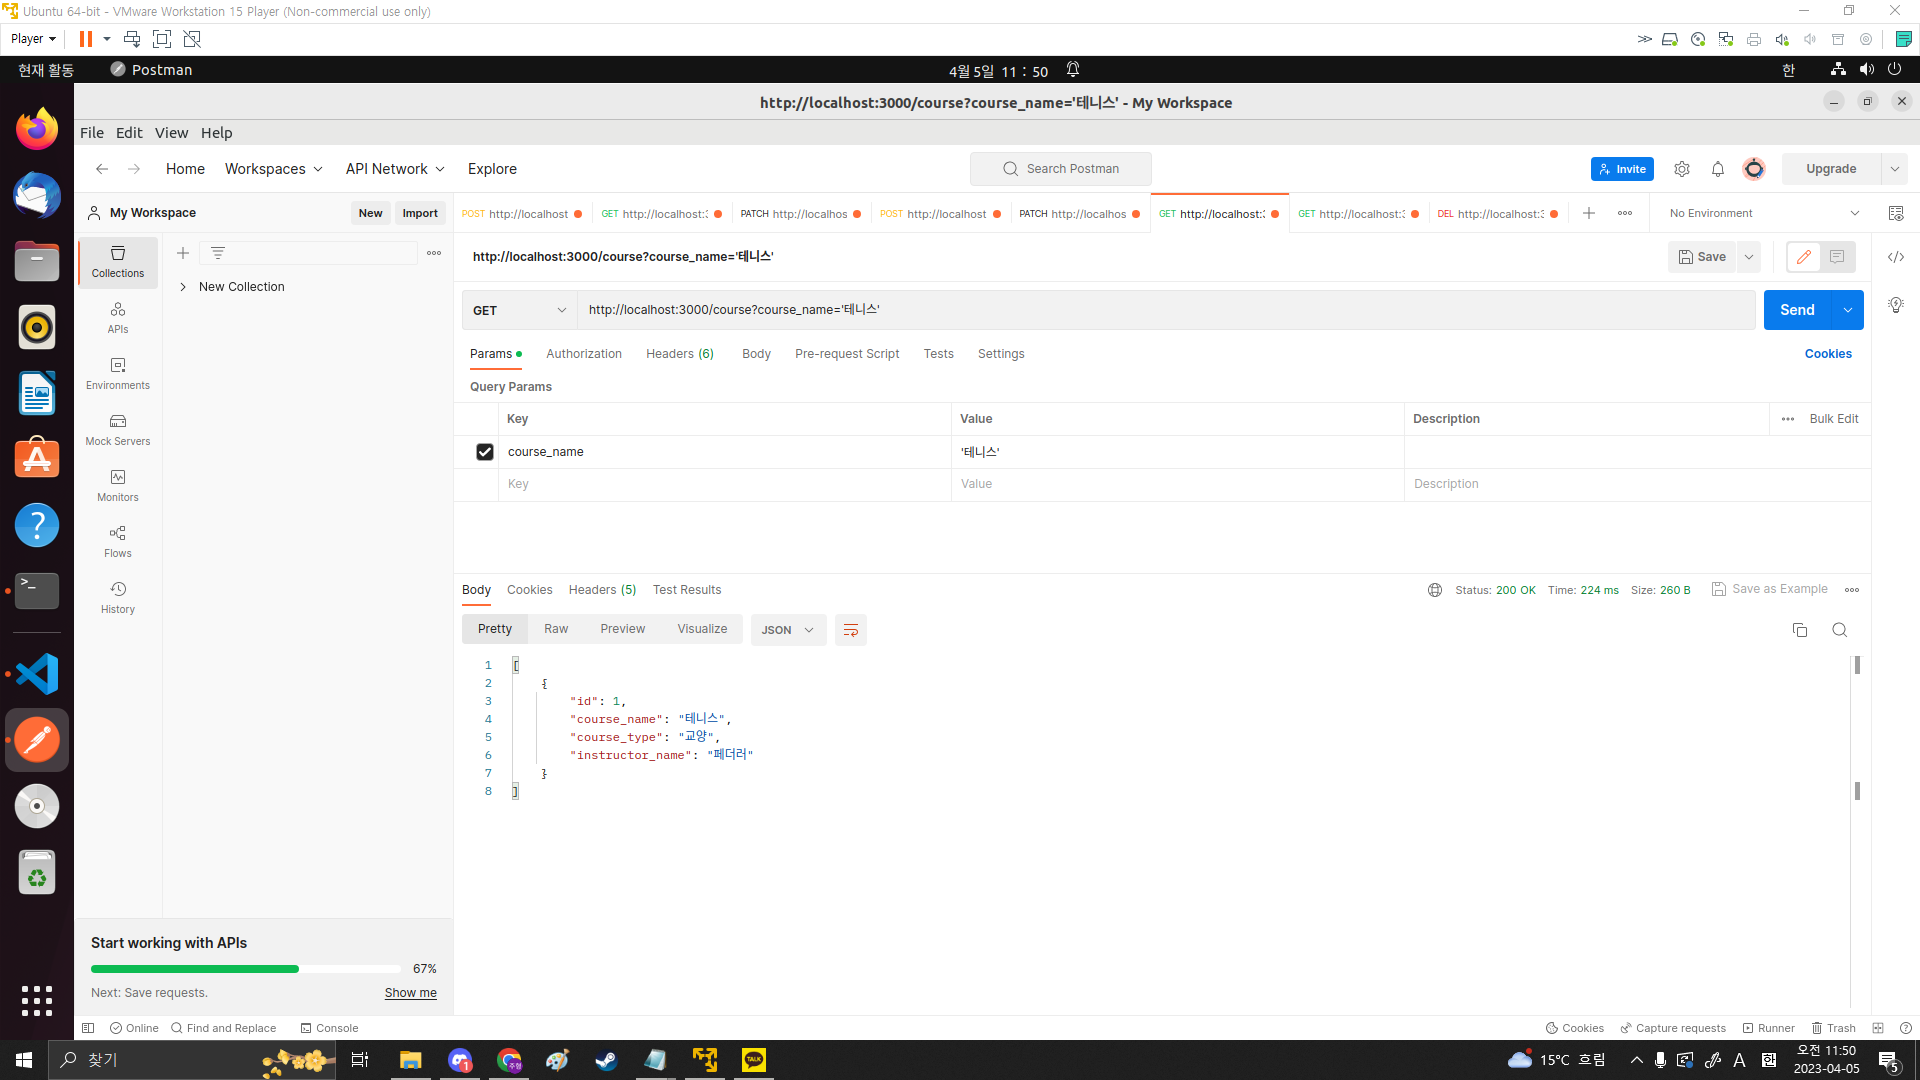 Ubuntu 64-bit - VMware Workstation 15 Player (Non-commercial use only)
Player
현재 활동
Postman
4월 5일 11 : 50
한
http://localhost:3000/course?course_name='테니스' - My Workspace
File Edit View Help
Home Workspaces API Network Explore
Search Postman
Invite
Upgrade
My Workspace
New Import
POST http://localhost
GET http://localhost:3
PATCH http://localhos
POST http://localhost
PATCH http://localhos
GET http://localhost:3
GET http://localhost:3
DEL http://localhost:3
No Environment
Collections
New Collection
APIs
Environments
Mock Servers
Monitors
Flows
History
http://localhost:3000/course?course_name='테니스'
Save
GET http://localhost:3000/course?course_name='테니스'
Send
Params Authorization Headers (6) Body Pre-request Script Tests Settings Cookies
Query Params
Key Value Description Bulk Edit
course_name '테니스'
Key Value Description
Body Cookies Headers (5) Test Results
Status: 200 OK Time: 224 ms Size: 260 B Save as Example
Pretty Raw Preview Visualize JSON
1 [
2 {
3 "id": 1,
4 "course_name": "테니스",
5 "course_type": "교양",
6 "instructor_name": "페더러"
7 }
8 ]
Start working with APIs
67%
Next: Save requests. Show me
Online Find and Replace Console
Cookies Capture requests Runner Trash
찾기
1
주형
TALK
15°C 흐림
A
한
오전 11:50
2023-04-05
5